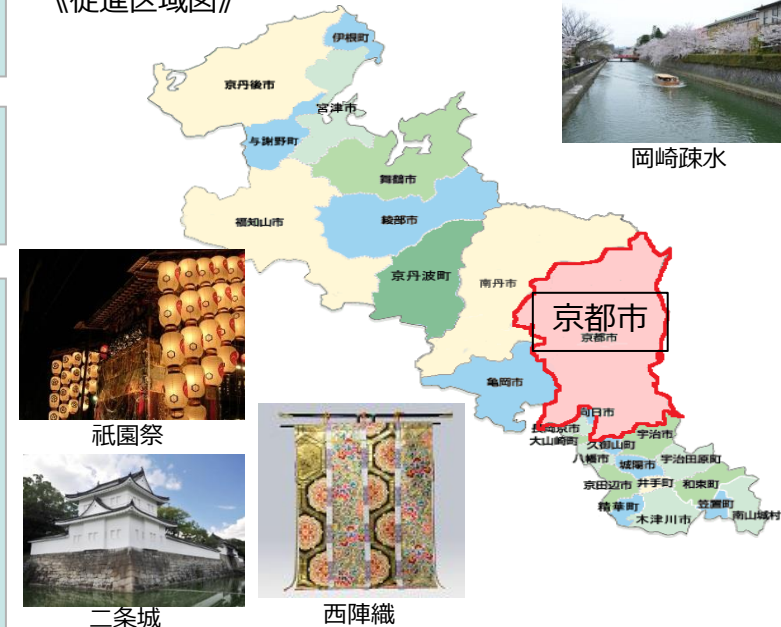 《促進区域図》
伊根町
京丹後市
宮津市
与謝野町
舞鶴市
福知山市
綾部市
京丹波町
南丹市
京都市
京都市
亀岡市
向日市
長岡京市
大山崎町
久御山町
宇治市
八幡市
城陽市
宇治田原町
京田辺市
井手町
和束町
精華町
木津川市
笠置町
南山城村
岡崎疎水
祇園祭
二条城
西陣織